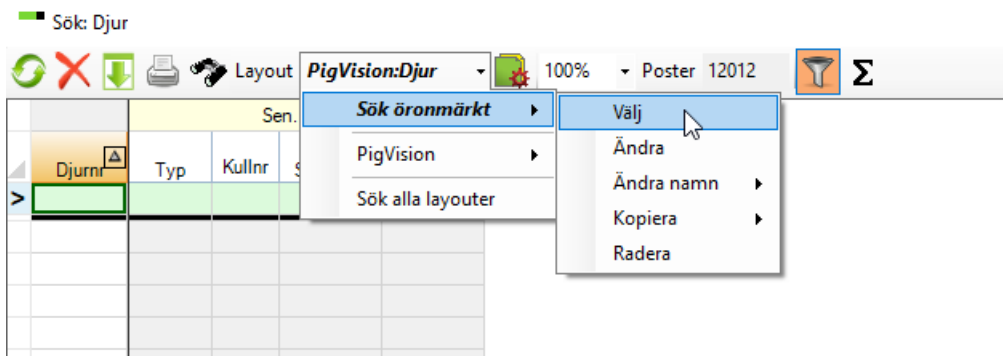 Sök: Djur
Layout PigVision:Djur 100% Poster 12012 Σ
Sen.
Djurnr Typ Kullnr S
>
Sök öronmärkt
PigVision
Sök alla layouter
Välj
Ändra
Ändra namn
Kopiera
Radera